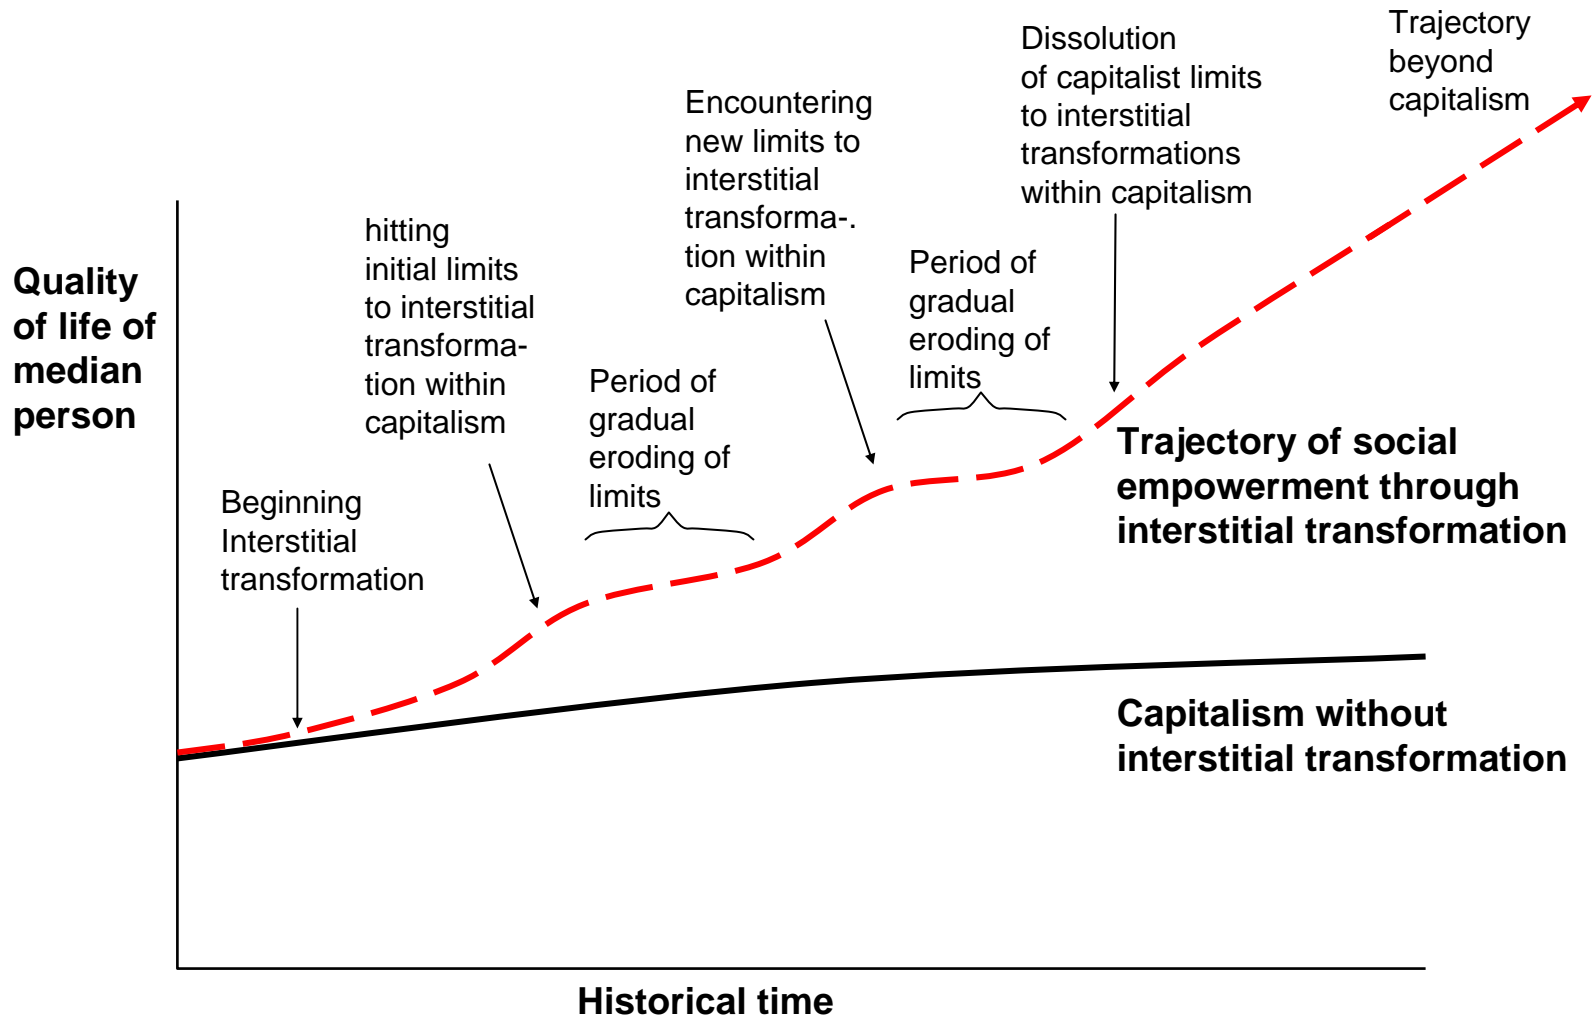 Quality
of life of
median
person
Beginning
Interstitial
transformation
hitting
initial limits
to interstitial
transforma-
tion within
capitalism
Period of
gradual
eroding of
limits
Encountering
new limits to
interstitial
transforma-.
tion within
capitalism
Period of
gradual
eroding of
limits
Dissolution
of capitalist limits
to interstitial
transformations
within capitalism
Trajectory
beyond
capitalism
Trajectory of social
empowerment through
interstitial transformation
Capitalism without
interstitial transformation
Historical time